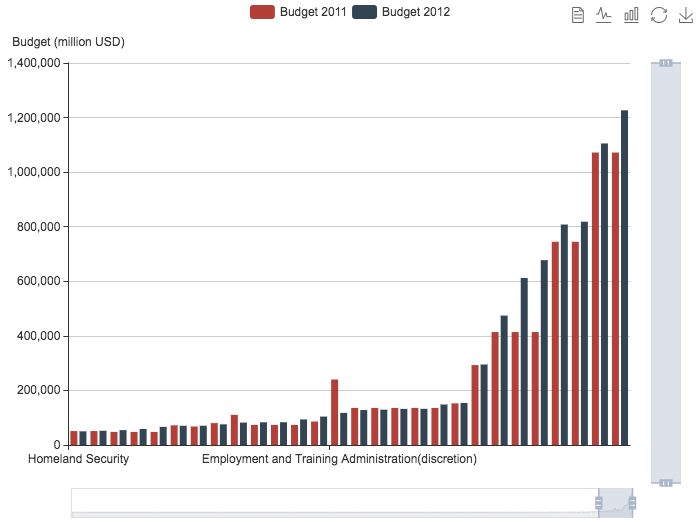 Budget 2011 Budget 2012
Budget (million USD)
1,400,000
1,200,000
1,000,000
800,000
600,000
400,000
200,000
0
Homeland Security Employment and Training Administration(discretion)